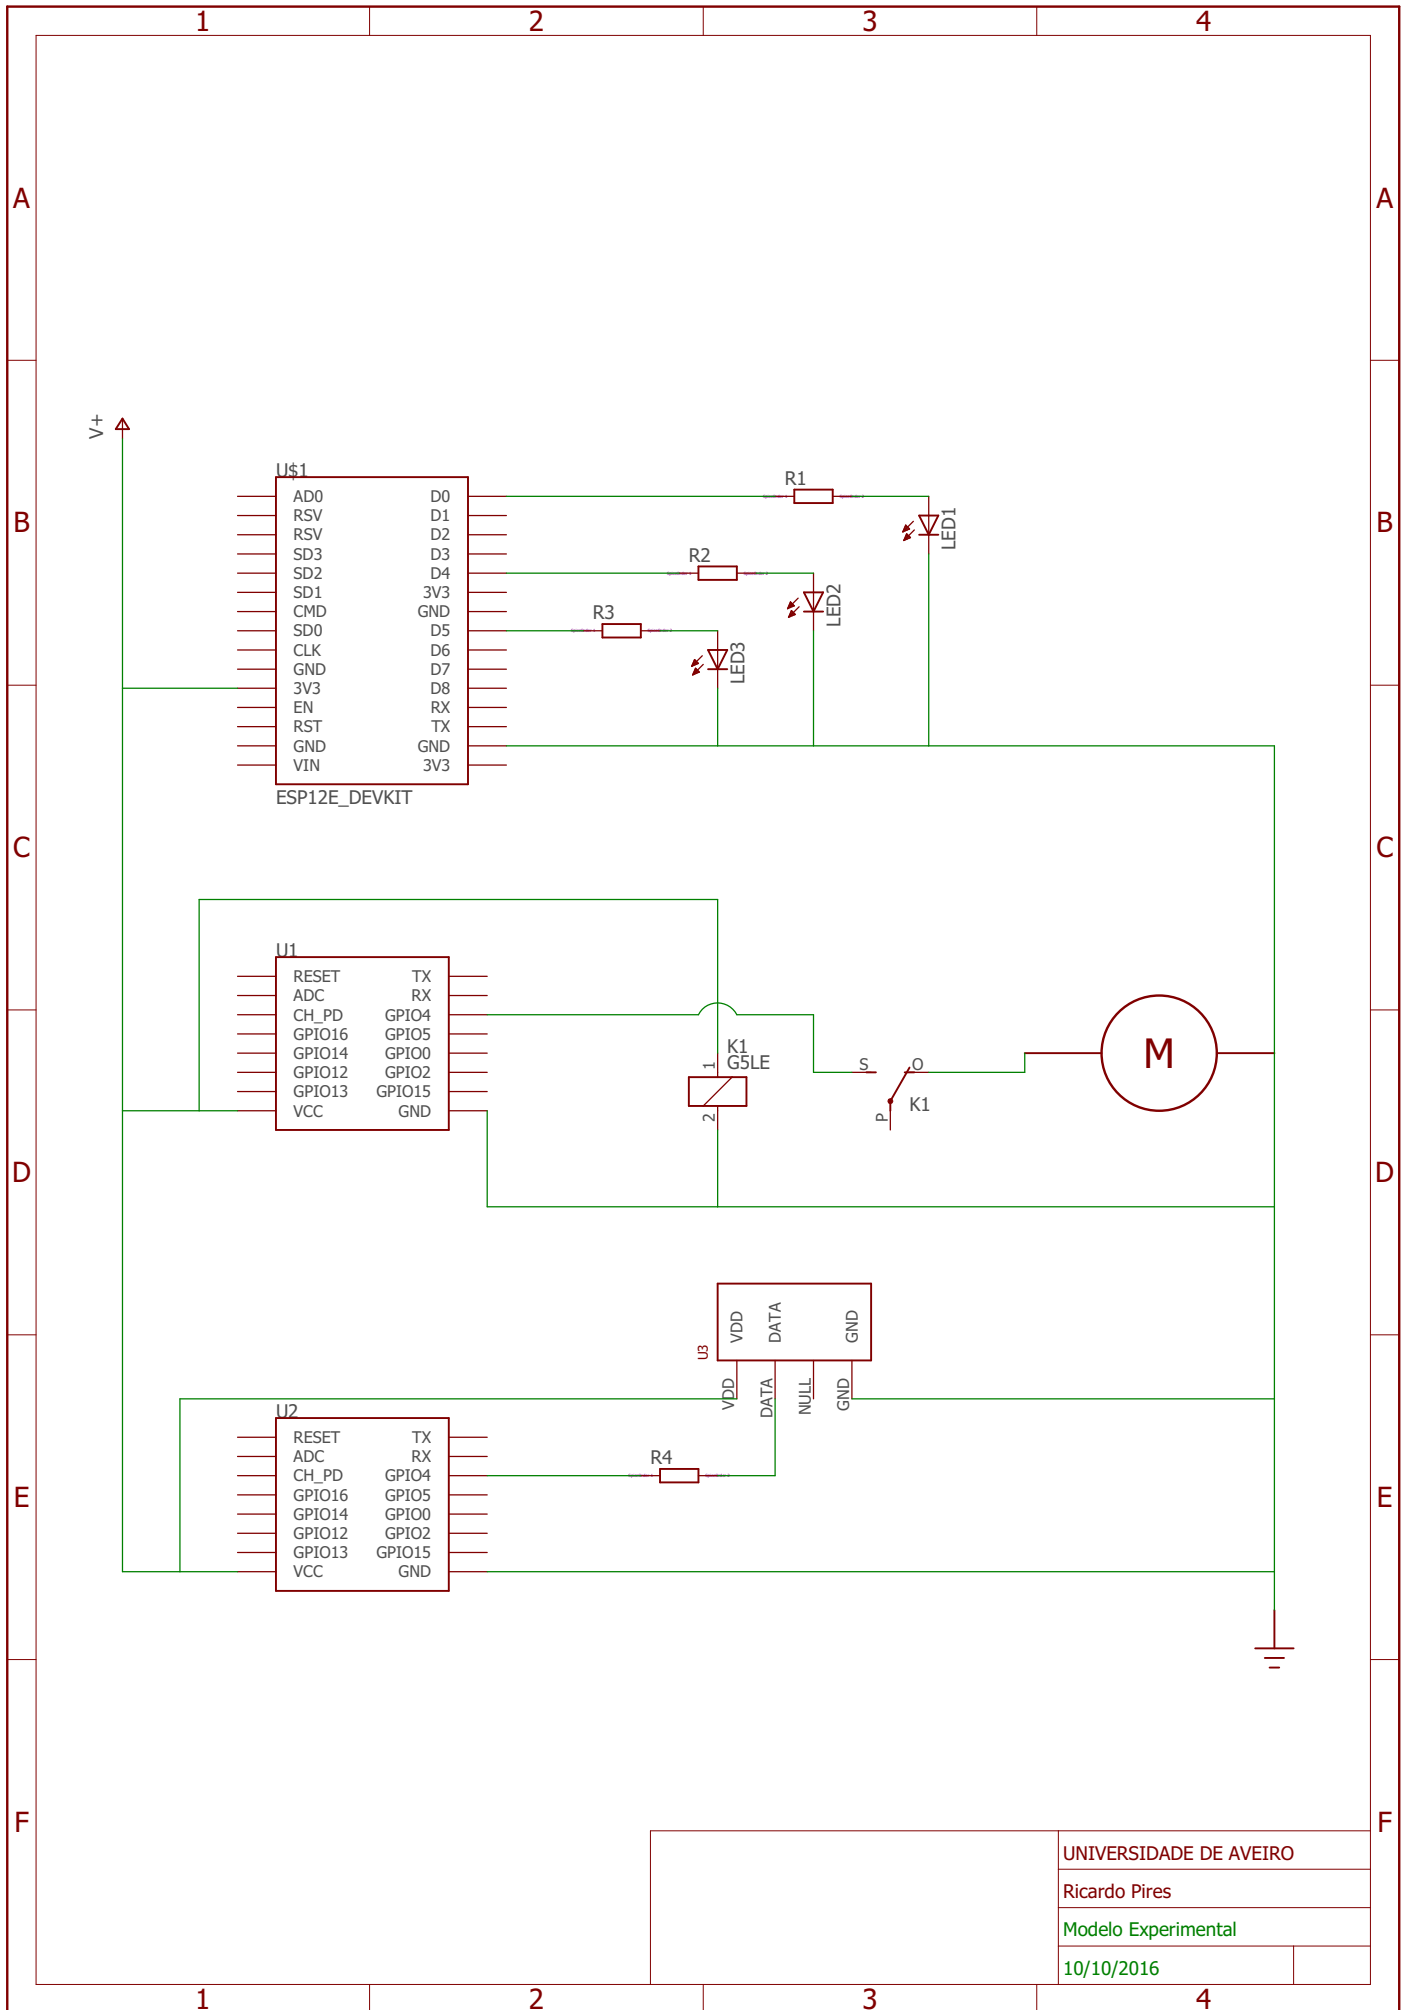 1 2 3 4
A A
V+
U$1
AD0 D0
RSV D1
RSV D2
SD3 D3
SD2 D4
SD1 3V3
CMD GND
SD0 D5
CLK D6
GND D7
3V3 D8
EN RX
RST TX
GND GND
VIN 3V3
ESP12E_DEVKIT
R1
LED1
R2
LED2
R3
LED3
B B
C C
U1
RESET TX
ADC RX
CH_PD GPIO4
GPIO16 GPIO5
GPIO14 GPIO0
GPIO12 GPIO2
GPIO13 GPIO15
VCC GND
K1
G5LE
1
2
S O
P
K1
M
D D
U3
VDD DATA GND
VDD DATA NULL GND
U2
RESET TX
ADC RX
CH_PD GPIO4
GPIO16 GPIO5
GPIO14 GPIO0
GPIO12 GPIO2
GPIO13 GPIO15
VCC GND
R4
E E
F F
UNIVERSIDADE DE AVEIRO
Ricardo Pires
Modelo Experimental
10/10/2016
1 2 3 4